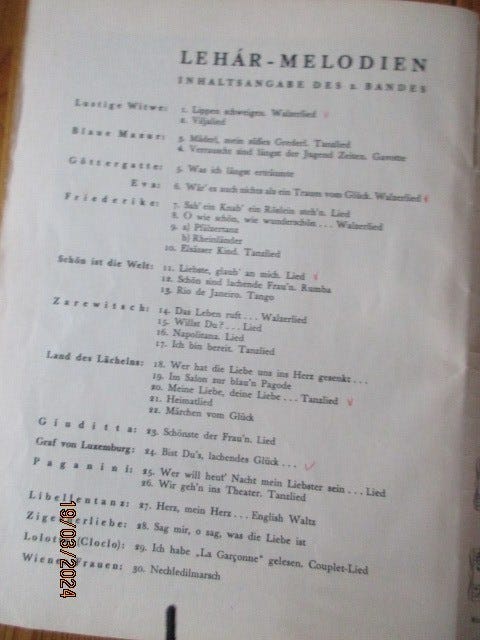 LEHÁR-MELODIEN
INHALTSANGABE DES 2. BANDES
Lustige Witwe: 1. Lippen schweigen. Walzerlied
2. Viljalied
Blaue Mazur: 3. Mäderl, mein süßes Grederl. Tanzlied
4. Verrauscht sind längst der Jugend Zeiten. Gavotte
Göttergatte: 5. Was ich längst erträumte
Eva: 6. Wär' es auch nichts als ein Traum vom Glück. Walzerlied
Friederike: 7. Sah' ein Knab' ein Röslein steh'n. Lied
8. O wie schön, wie wunderschön ... Walzerlied
9. a) Pfälzertanz
b) Rheinländer
10. Elsässer Kind. Tanzlied
Schön ist die Welt: 11. Liebste, glaub' an mich. Lied
12. Schön sind lachende Frau'n. Rumba
13. Rio de Janeiro. Tango
Zarewitsch: 14. Das Leben ruft ... Walzerlied
15. Willst Du? ... Lied
16. Napolitana. Lied
17. Ich bin bereit. Tanzlied
Land des Lächelns: 18. Wer hat die Liebe uns ins Herz gesenkt ...
19. Im Salon zur blau'n Pagode
20. Meine Liebe, deine Liebe ... Tanzlied
21. Heimatlied
22. Märchen vom Glück
Giuditta: 23. Schönste der Frau'n. Lied
Graf von Luxemburg: 24. Bist Du's, lachendes Glück ...
Paganini: 25. Wer will heut' Nacht mein Liebster sein ... Lied
26. Wir geh'n ins Theater. Tanzlied
Libellentanz: 27. Herz, mein Herz ... English Waltz
Zigeunerliebe: 28. Sag mir, o sag, was die Liebe ist
Lolotte (Cloclo): 29. Ich habe „La Garçonne" gelesen. Couplet-Lied
Wiener Frauen: 30. Nechledilmarsch
19/03/2024